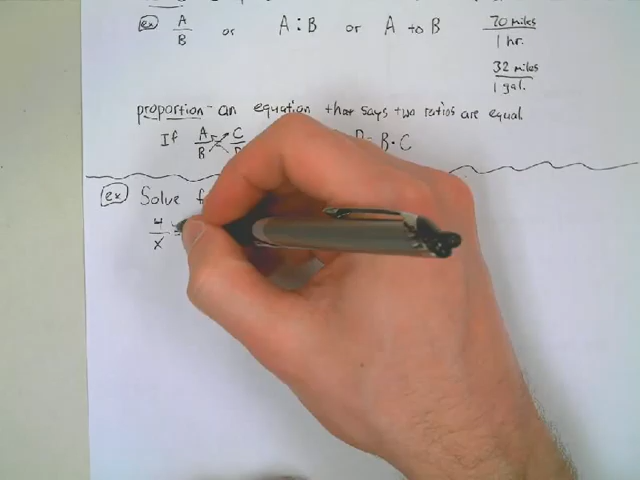 ex A/B or A : B or A to B 70 miles / 1 hr.
32 miles / 1 gal.
proportion - an equation that says two ratios are equal
If A/B C B · C
ex Solve
4/x =